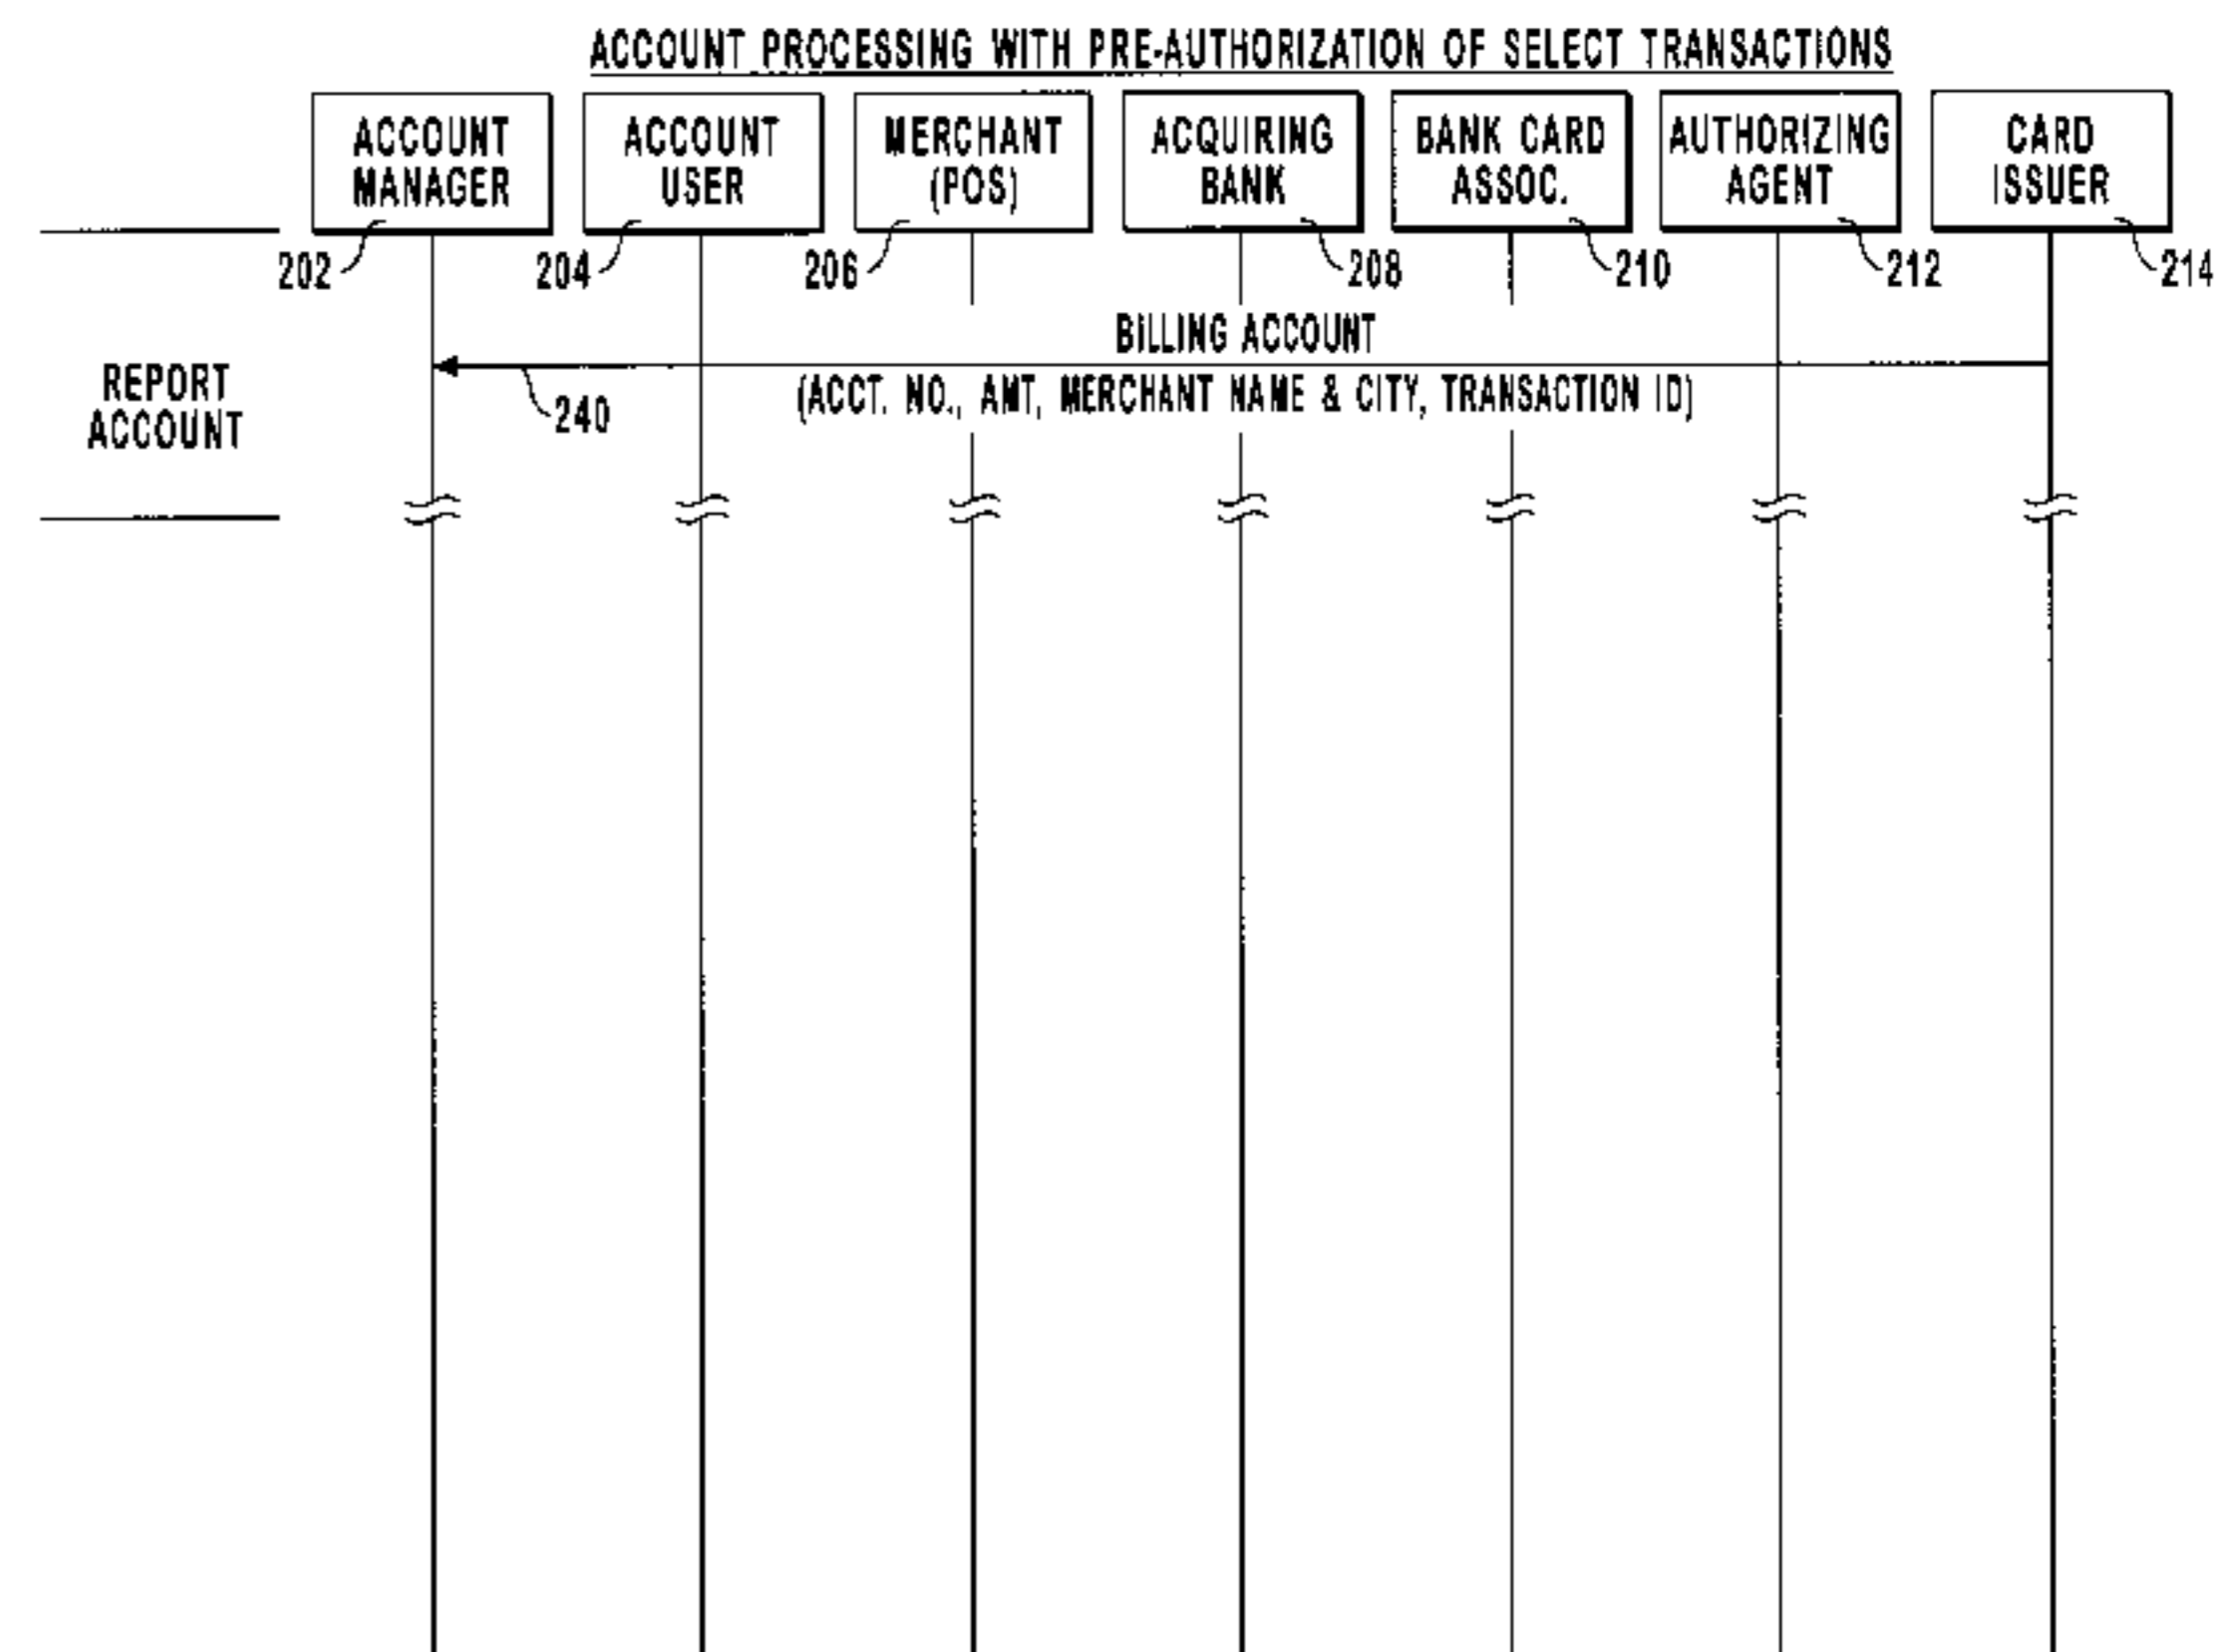 ACCOUNT PROCESSING WITH PRE-AUTHORIZATION OF SELECT TRANSACTIONS
ACCOUNT
MANAGER
ACCOUNT
USER
MERCHANT
(POS)
ACQUIRING
BANK
BANK CARD
ASSOC.
AUTHORIZING
AGENT
CARD
ISSUER
202
204
206
208
210
212
214
REPORT
ACCOUNT
BILLING ACCOUNT
(ACCT. NO., AMT, MERCHANT NAME & CITY, TRANSACTION ID)
240